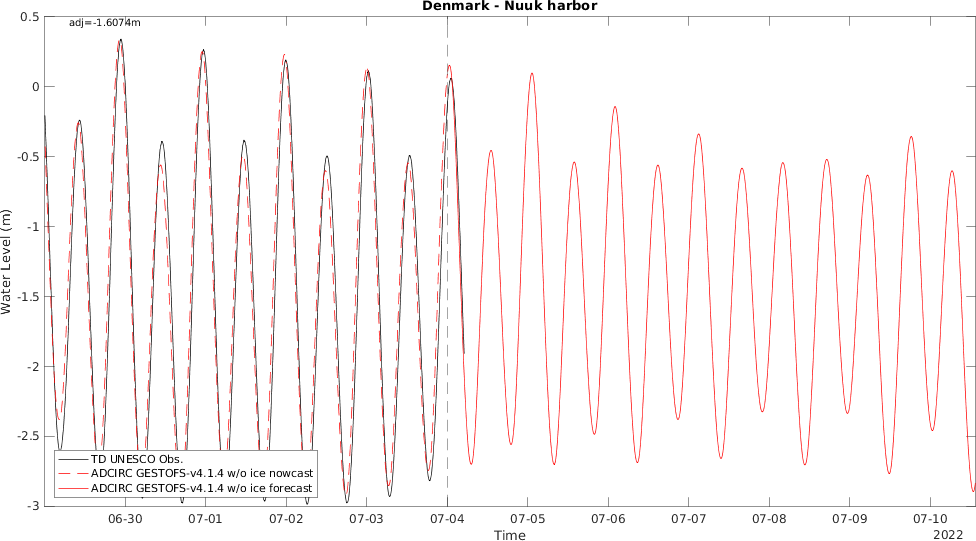 Denmark - Nuuk harbor
adj=-1.6074m
0.5
0
-0.5
-1
-1.5
-2
-2.5
-3
Water Level (m)
TD UNESCO Obs.
ADCIRC GESTOFS-v4.1.4 w/o ice nowcast
ADCIRC GESTOFS-v4.1.4 w/o ice forecast
06-30 07-01 07-02 07-03 07-04 07-05 07-06 07-07 07-08 07-09 07-10
Time
2022